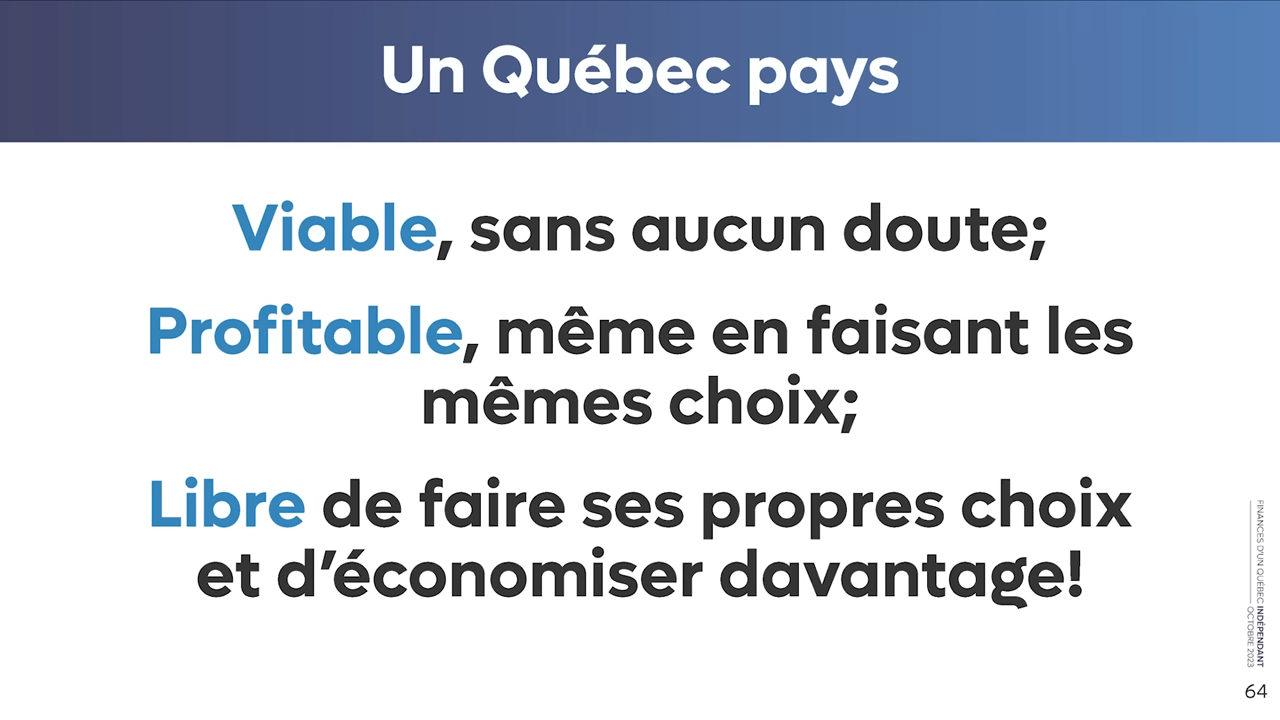 Un Québec pays
Viable, sans aucun doute;
Profitable, même en faisant les
mêmes choix;
Libre de faire ses propres choix
et d’économiser davantage!
FINANCES D'UN QUÉBEC INDÉPENDANT
OCTOBRE 2023
64